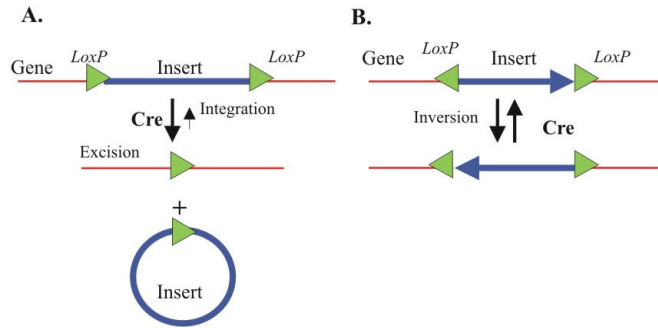 A.
LoxP LoxP
Gene Insert
Cre Integration
Excision
+
Insert
B.
LoxP Insert LoxP
Gene
Inversion Cre